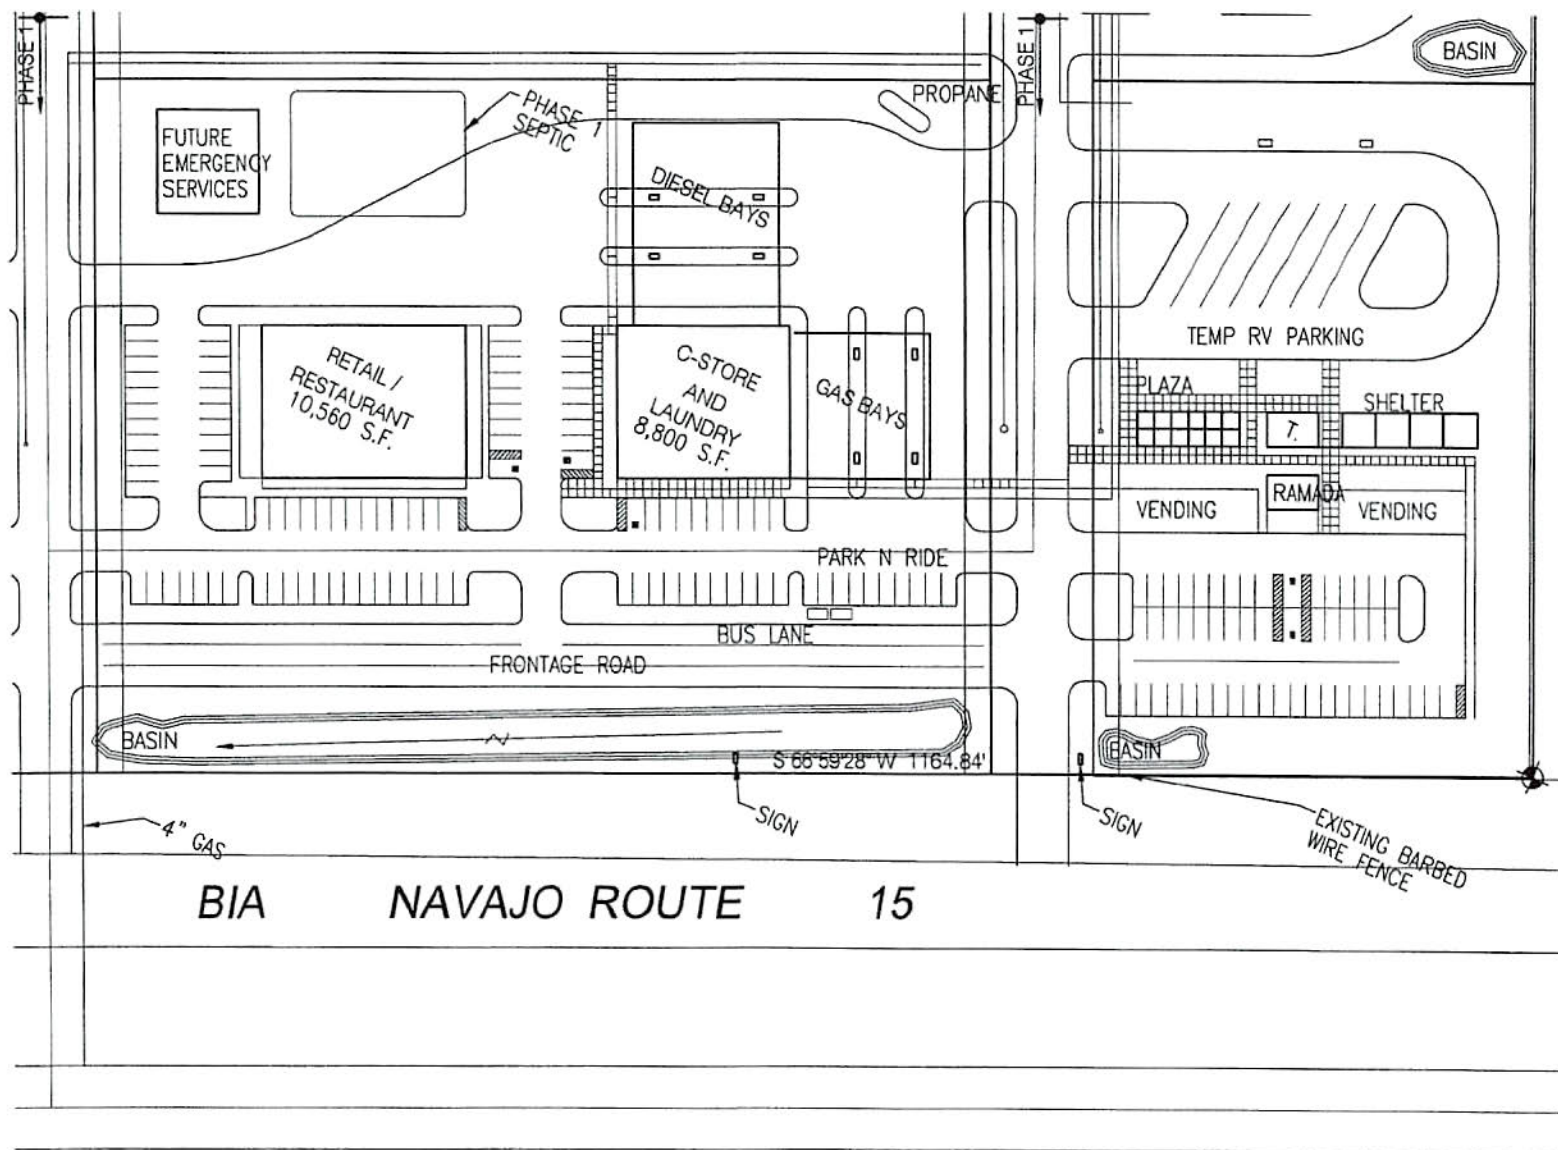 PHASE 1
PHASE 1
BASIN
PROPANE
PHASE 1
SEPTIC
FUTURE
EMERGENCY
SERVICES
DIESEL BAYS
TEMP RV PARKING
RETAIL /
RESTAURANT
10,560 S.F.
C-STORE
AND
LAUNDRY
8,800 S.F.
GAS BAYS
PLAZA
SHELTER
T.
RAMADA
VENDING
VENDING
PARK N RIDE
BUS LANE
FRONTAGE ROAD
BASIN
N
S 66°59'28" W 1164.84'
BASIN
SIGN
SIGN
EXISTING BARBED
WIRE FENCE
4" GAS
BIA NAVAJO ROUTE 15